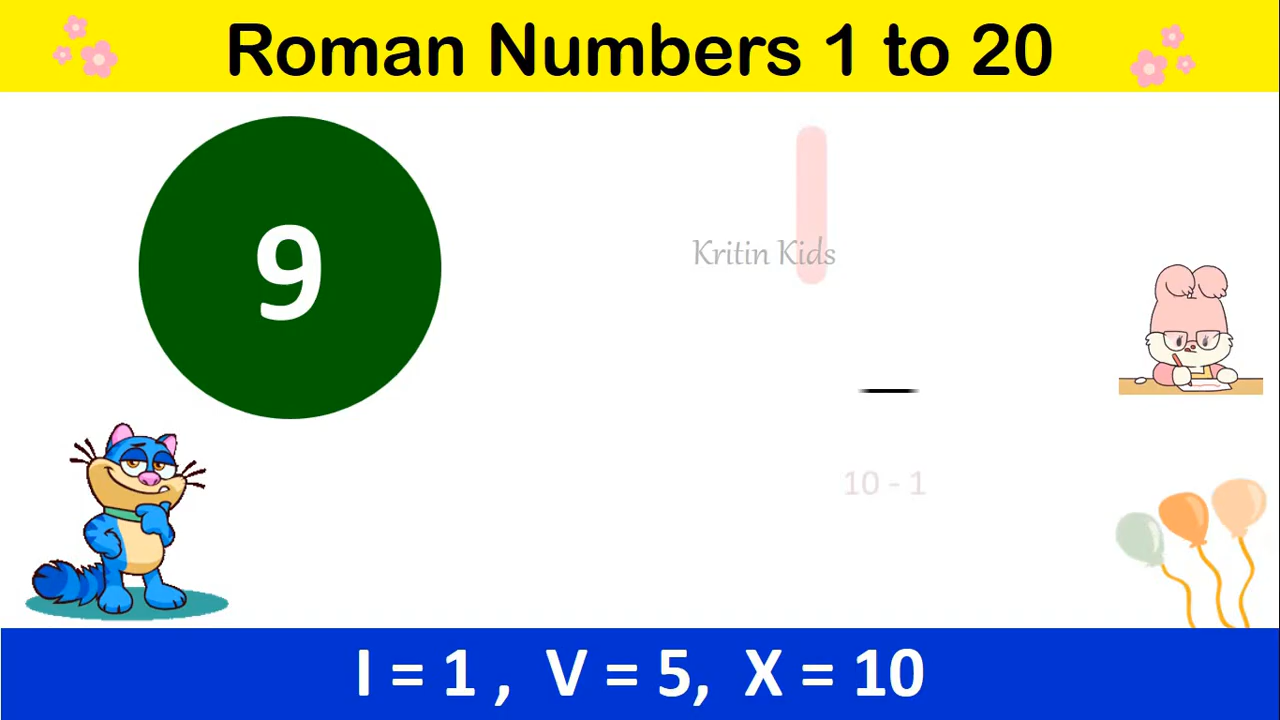 Roman Numbers 1 to 20
9
I
Kritin Kids
10 - 1
I = 1 , V = 5, X = 10